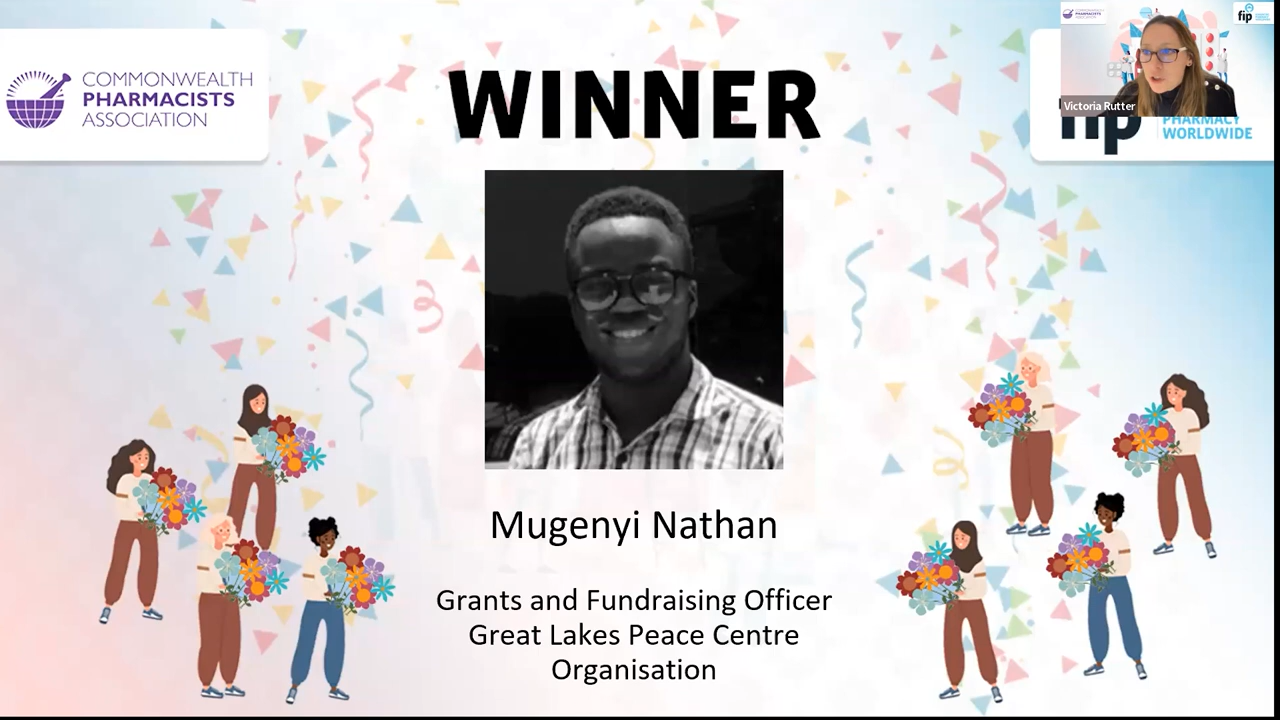 COMMONWEALTH
PHARMACISTS
ASSOCIATION
WINNER
fip
Victoria Rutter
fip
PHARMACY
WORLDWIDE
Mugenyi Nathan
Grants and Fundraising Officer
Great Lakes Peace Centre
Organisation